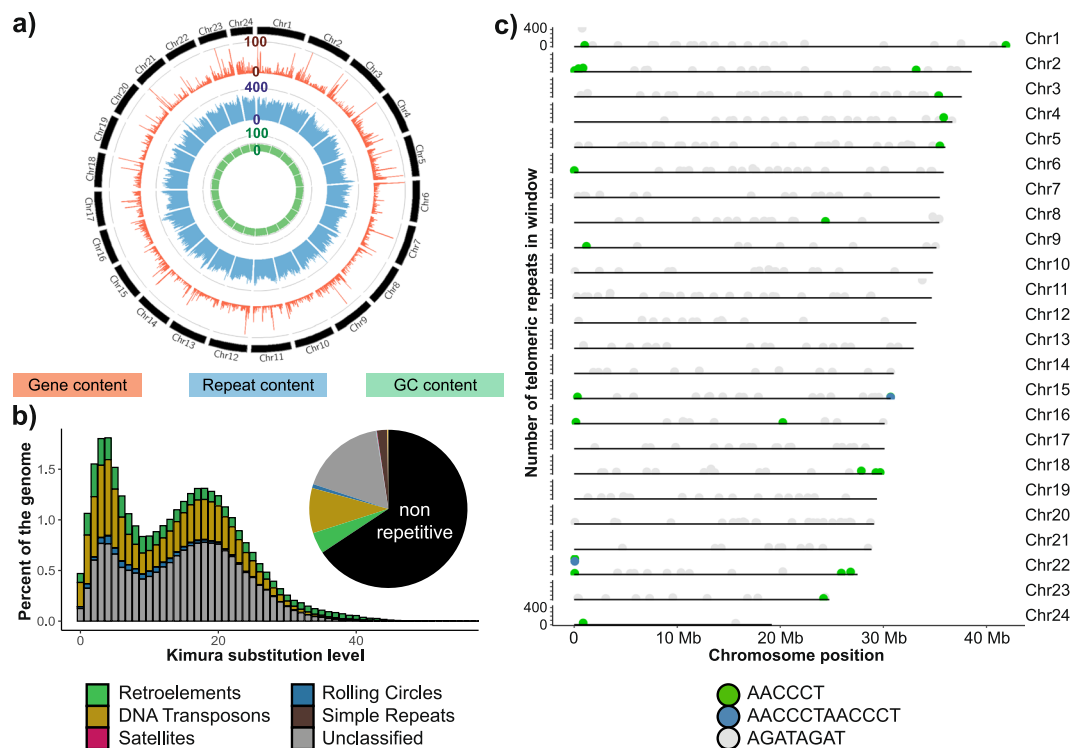 a)
Chr1
Chr2
Chr3
Chr4
Chr5
Chr6
Chr7
Chr8
Chr9
Chr10
Chr11
Chr12
Chr13
Chr14
Chr15
Chr16
Chr17
Chr18
Chr19
Chr20
Chr21
Chr22
Chr23
Chr24
100
0
400
0
100
0
Gene content
Repeat content
GC content
b)
Percent of the genome
1.5
1.0
0.5
0.0
0
20
40
Kimura substitution level
non
repetitive
Retroelements
DNA Transposons
Satellites
Rolling Circles
Simple Repeats
Unclassified
c)
Number of telomeric repeats in window
400
0
Chr1
Chr2
Chr3
Chr4
Chr5
Chr6
Chr7
Chr8
Chr9
Chr10
Chr11
Chr12
Chr13
Chr14
Chr15
Chr16
Chr17
Chr18
Chr19
Chr20
Chr21
Chr22
Chr23
Chr24
400
0
0
10 Mb
20 Mb
30 Mb
40 Mb
Chromosome position
AACCCT
AACCCTAACCCT
AGATAGAT